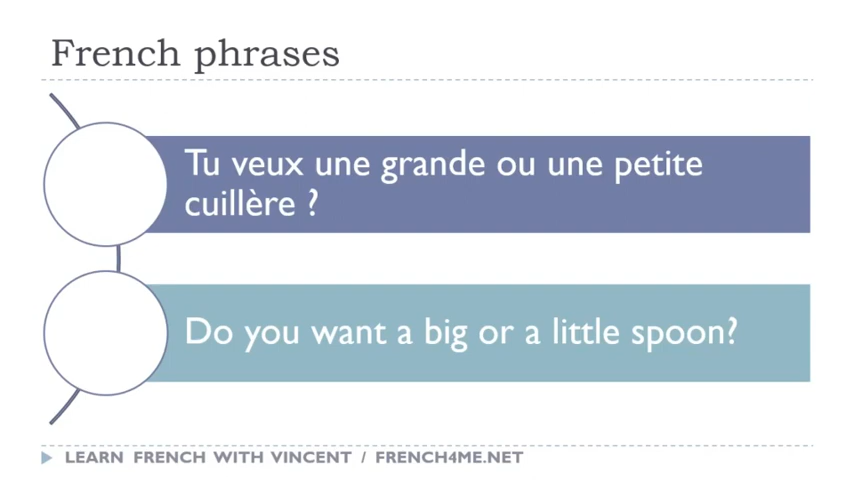 French phrases
Tu veux une grande ou une petite
cuillère ?
Do you want a big or a little spoon?
LEARN FRENCH WITH VINCENT / FRENCH4ME.NET